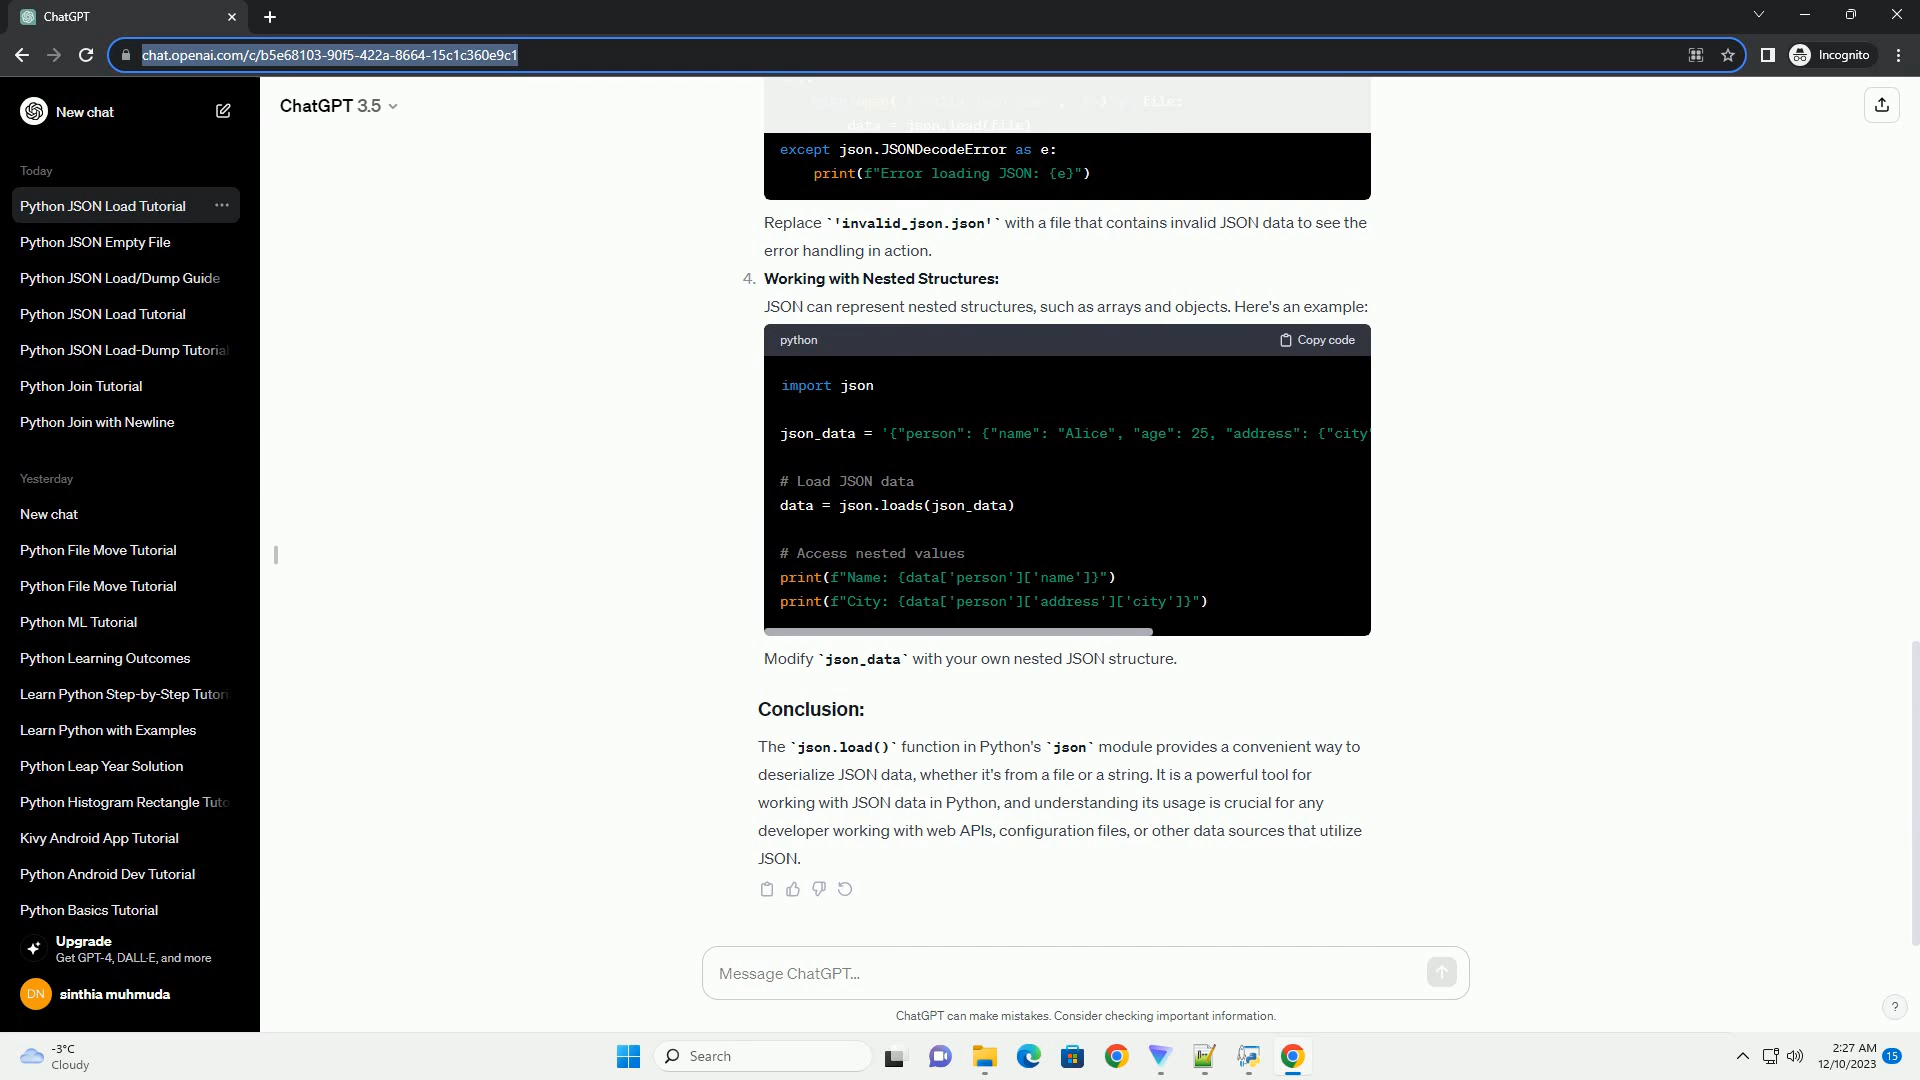 ChatGPT
chat.openai.com/c/b5e68103-90f5-422a-8664-15c1c360e9c1
Incognito
New chat
ChatGPT 3.5
Today
Python JSON Load Tutorial
Python JSON Empty File
Python JSON Load/Dump Guide
Python JSON Load Tutorial
Python JSON Load-Dump Tutorial
Python Join Tutorial
Python Join with Newline
Yesterday
New chat
Python File Move Tutorial
Python File Move Tutorial
Python ML Tutorial
Python Learning Outcomes
Learn Python Step-by-Step Tutori
Learn Python with Examples
Python Leap Year Solution
Python Histogram Rectangle Tuto
Kivy Android App Tutorial
Python Android Dev Tutorial
Python Basics Tutorial
Upgrade
Get GPT-4, DALL·E, and more
DN
sinthia muhmuda
data = json.load(file)
except json.JSONDecodeError as e:
print(f"Error loading JSON: {e}")
Replace `'invalid_json.json'` with a file that contains invalid JSON data to see the
error handling in action.
4. Working with Nested Structures:
JSON can represent nested structures, such as arrays and objects. Here's an example:
python
Copy code
import json
json_data = '{"person": {"name": "Alice", "age": 25, "address": {"city"
# Load JSON data
data = json.loads(json_data)
# Access nested values
print(f"Name: {data['person']['name']}")
print(f"City: {data['person']['address']['city']}")
Modify `json_data` with your own nested JSON structure.
Conclusion:
The `json.load()` function in Python's `json` module provides a convenient way to
deserialize JSON data, whether it's from a file or a string. It is a powerful tool for
working with JSON data in Python, and understanding its usage is crucial for any
developer working with web APIs, configuration files, or other data sources that utilize
JSON.
Message ChatGPT...
ChatGPT can make mistakes. Consider checking important information.
?
-3°C
Cloudy
Search
2:27 AM
12/10/2023
15